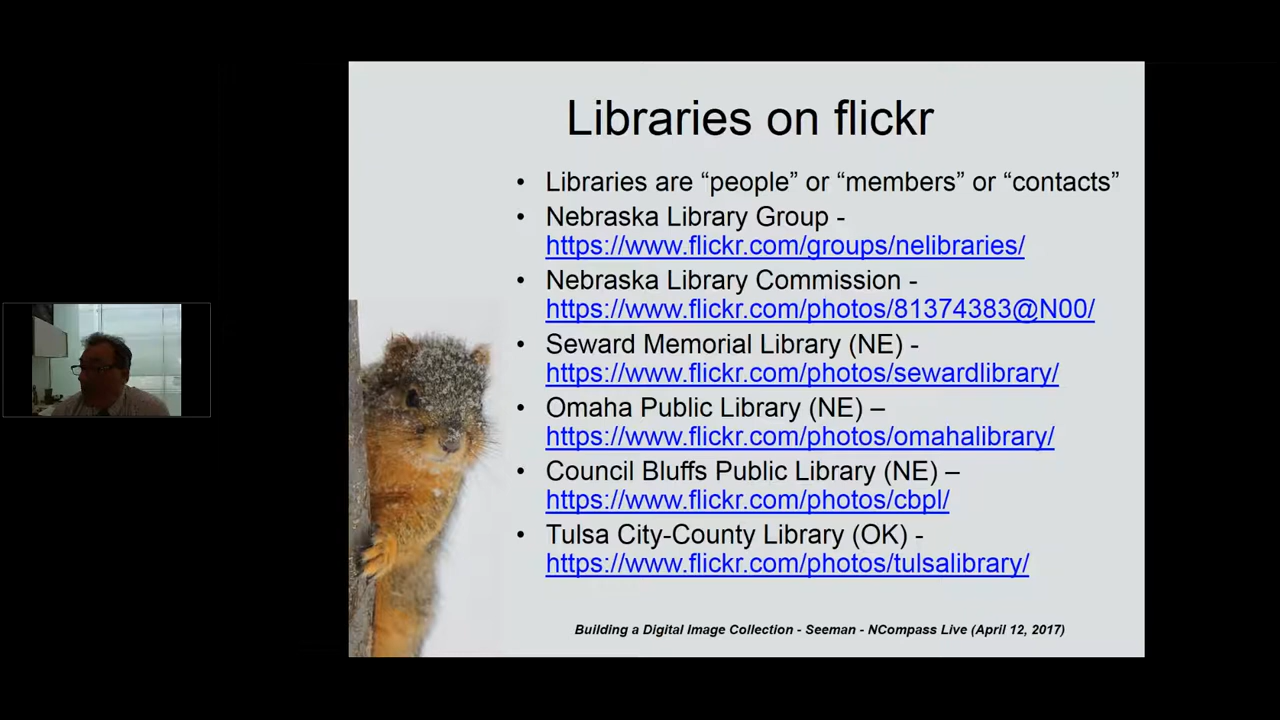 Libraries on flickr
• Libraries are “people” or “members” or “contacts”
• Nebraska Library Group -
https://www.flickr.com/groups/nelibraries/
• Nebraska Library Commission -
https://www.flickr.com/photos/81374383@N00/
• Seward Memorial Library (NE) -
https://www.flickr.com/photos/sewardlibrary/
• Omaha Public Library (NE) –
https://www.flickr.com/photos/omahalibrary/
• Council Bluffs Public Library (NE) –
https://www.flickr.com/photos/cbpl/
• Tulsa City-County Library (OK) -
https://www.flickr.com/photos/tulsalibrary/
Building a Digital Image Collection - Seeman - NCompass Live (April 12, 2017)